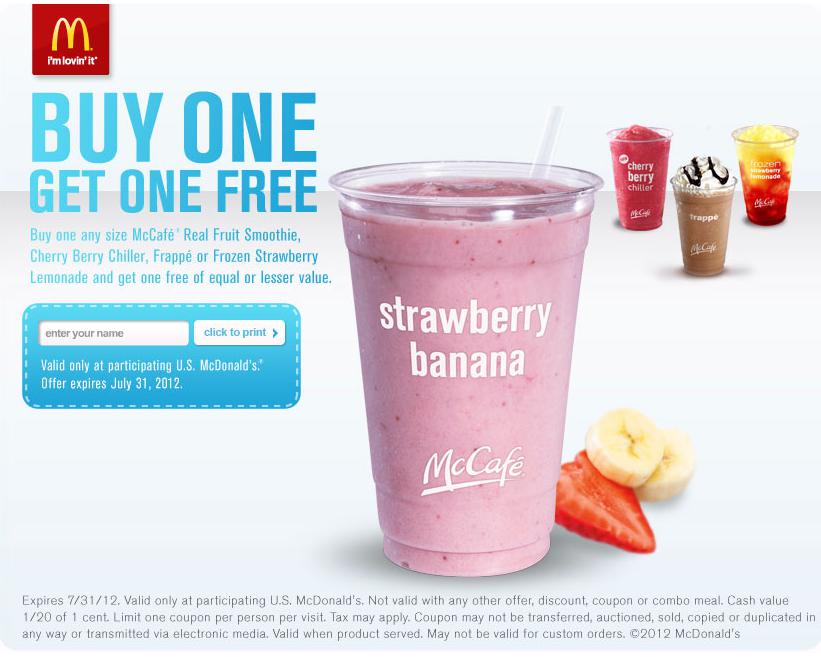 i'm lovin' it®
BUY ONE
GET ONE FREE
Buy one any size McCafé® Real Fruit Smoothie,
Cherry Berry Chiller, Frappé or Frozen Strawberry
Lemonade and get one free of equal or lesser value.
enter your name
click to print >
Valid only at participating U.S. McDonald's.®
Offer expires July 31, 2012.
strawberry
banana
McCafé®
cherry
berry
chiller
McCafé
frappé
McCafé
frozen
strawberry
lemonade
McCafé
Expires 7/31/12. Valid only at participating U.S. McDonald's. Not valid with any other offer, discount, coupon or combo meal. Cash value
1/20 of 1 cent. Limit one coupon per person per visit. Tax may apply. Coupon may not be transferred, auctioned, sold, copied or duplicated in
any way or transmitted via electronic media. Valid when product served. May not be valid for custom orders. ©2012 McDonald's